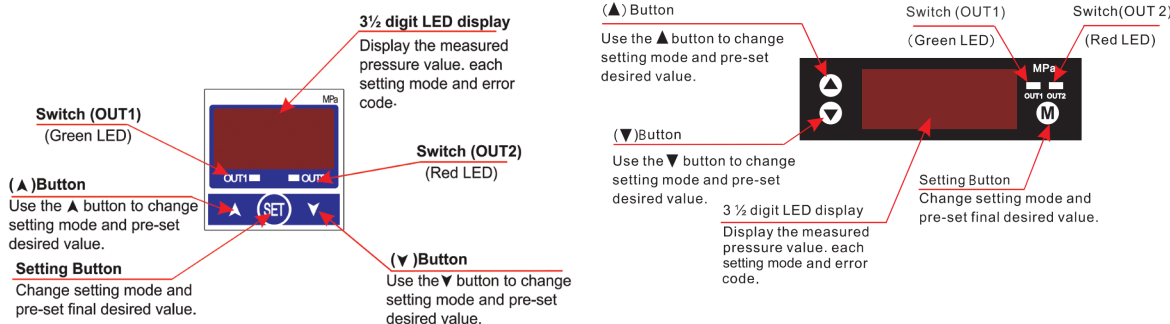 3½ digit LED display
Display the measured
pressure value. each
setting mode and error
code.
MPa
Switch (OUT1)
(Green LED)
Switch (OUT2)
(Red LED)
OUT1
OUT2
SET
(⮝)Button
Use the ⮝ button to change
setting mode and pre-set
desired value.
Setting Button
Change setting mode and
pre-set final desired value.
(⮟)Button
Use the ⮟ button to change
setting mode and pre-set
desired value.
(▲) Button
Use the ▲ button to change
setting mode and pre-set
desired value.
Switch (OUT1)
(Green LED)
Switch(OUT 2)
(Red LED)
MPa
OUT1 OUT2
M
(▼)Button
Use the ▼ button to change
setting mode and pre-set
desired value.
3 ½ digit LED display
Display the measured
pressure value. each
setting mode and error
code.
Setting Button
Change setting mode and
pre-set final desired value.